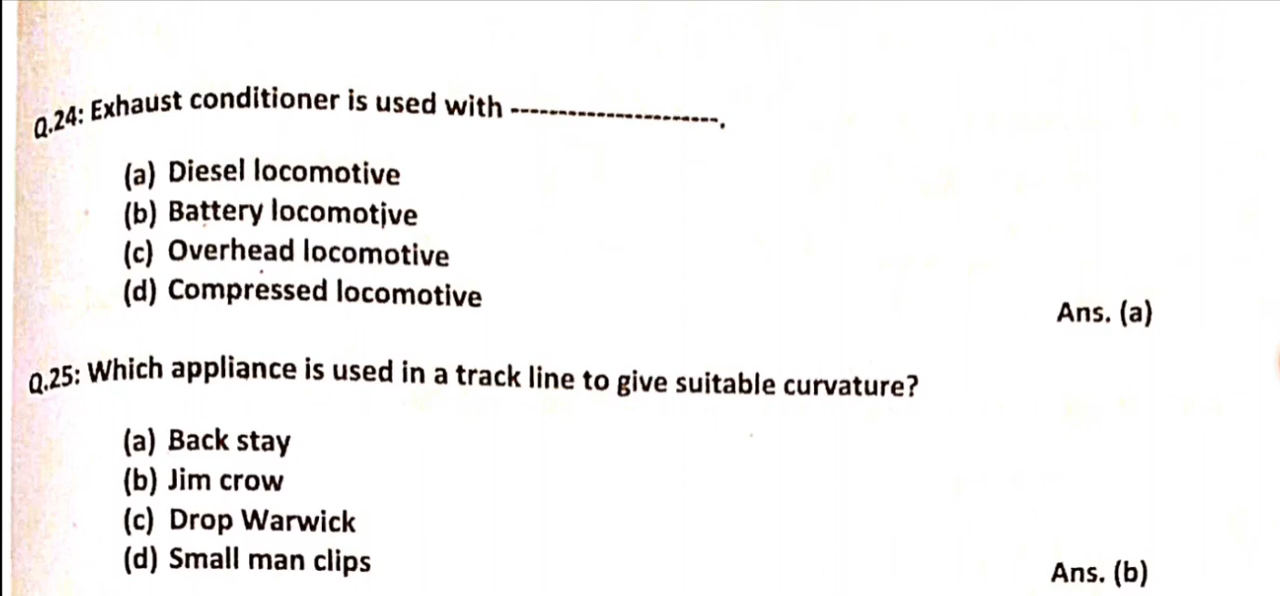 Q.24: Exhaust conditioner is used with ----------------------.
(a) Diesel locomotive
(b) Battery locomotive
(c) Overhead locomotive
(d) Compressed locomotive
Ans. (a)
Q.25: Which appliance is used in a track line to give suitable curvature?
(a) Back stay
(b) Jim crow
(c) Drop Warwick
(d) Small man clips
Ans. (b)